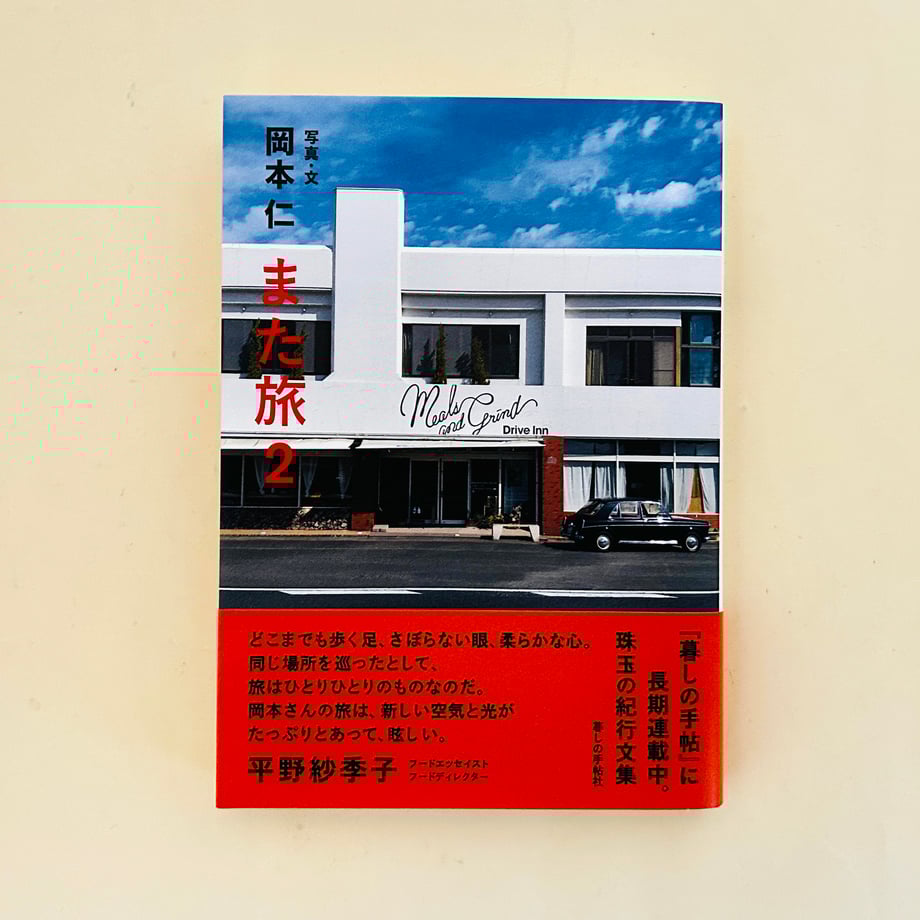 写真・文
岡本仁
また旅2
Meals
and Grind
Drive Inn
どこまでも歩く足、さぼらない眼、柔らかな心。
同じ場所を巡ったとして、
旅はひとりひとりのものなのだ。
岡本さんの旅は、新しい空気と光が
たっぷりとあって、眩しい。
平野紗季子
フードエッセイスト
フードディレクター
『暮しの手帖』に
長期連載中。
珠玉の紀行文集
暮しの手帖社